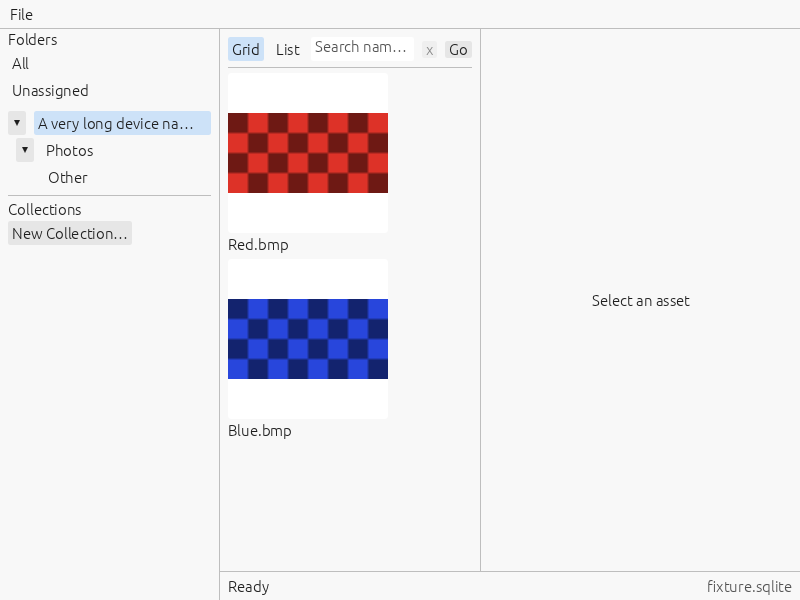 File
Folders
All
Unassigned
A very long device na…
Photos
Other
Collections
New Collection…
Grid List Search nam… x Go
Red.bmp
Blue.bmp
Select an asset
Ready
fixture.sqlite